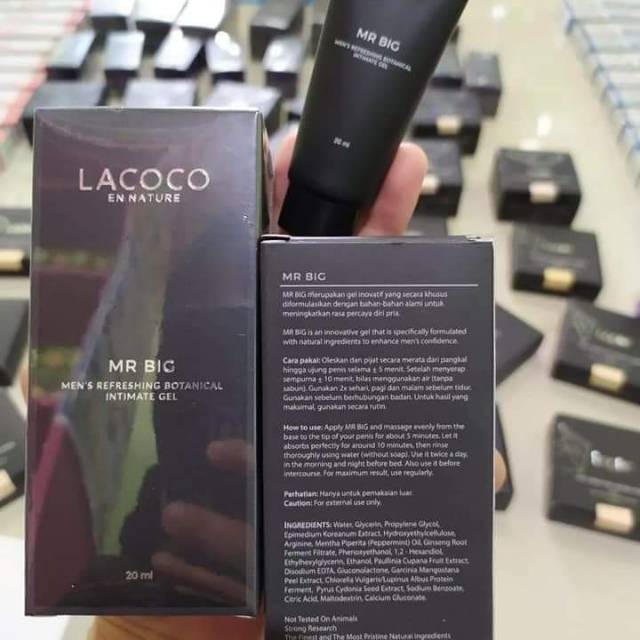 MR BIG
MEN'S REFRESHING BOTANICAL
INTIMATE GEL
20 ml
LACOCO
EN NATURE
MR BIG
MEN'S REFRESHING BOTANICAL
INTIMATE GEL
20 ml
MR BIG
MR BIG merupakan gel inovatif yang secara khusus
diformulasikan dengan bahan-bahan alami untuk
meningkatkan rasa percaya diri pria.
MR BIG is an innovative gel that is specifically formulated
with natural ingredients to enhance men's confidence.
Cara pakai: Oleskan dan pijat secara merata dari pangkal
hingga ujung penis selama ± 5 menit. Setelah menyerap
sempurna ± 10 menit, bilas menggunakan air (tanpa
sabun). Gunakan 2x sehari, pagi dan malam sebelum tidur.
Gunakan sebelum berhubungan badan. Untuk hasil yang
maksimal, gunakan secara rutin.
How to use: Apply MR BIG and massage evenly from the
base to the tip of your penis for about 5 minutes. Let it
absorbs perfectly for around 10 minutes, then rinse
thoroughly using water (without soap). Use it twice a day,
in the morning and night before bed. Also use it before
intercourse. For maximum result, use regularly.
Perhatian: Hanya untuk pemakaian luar.
Caution: For external use only.
INGREDIENTS: Water, Glycerin, Propylene Glycol,
Epimedium Koreanum Extract, Hydroxyethylcellulose,
Arginine, Mentha Piperita (Peppermint) Oil, Ginseng Root
Ferment Filtrate, Phenoxyethanol, 1,2 - Hexandiol,
Ethylhexylglycerin, Ethanol, Paullinia Cupana Fruit Extract,
Disodium EDTA, Gluconolactone, Garcinia Mangostana
Peel Extract, Chlorella Vulgaris/Lupinus Albus Protein
Ferment, Pyrus Cydonia Seed Extract, Sodium Benzoate,
Citric Acid, Maltodextrin, Calcium Gluconate.
Not Tested On Animals
Strong Research
The Finest and The Most Pristine Natural Ingredients